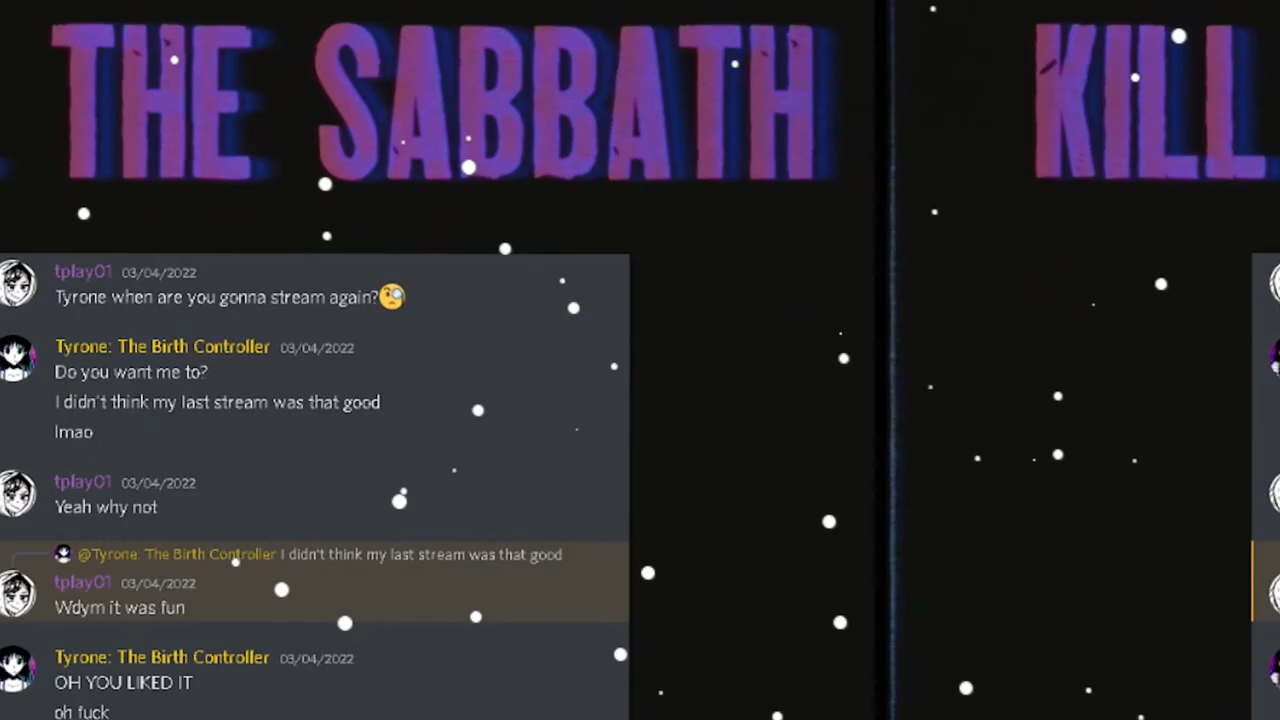 THE SABBATH KILL
tplay01 03/04/2022
Tyrone when are you gonna stream again?🧐
Tyrone: The Birth Controller 03/04/2022
Do you want me to?
I didn't think my last stream was that good
lmao
tplay01 03/04/2022
Yeah why not
@Tyrone: The Birth Controller I didn't think my last stream was that good
tplay01 03/04/2022
Wdym it was fun
Tyrone: The Birth Controller 03/04/2022
OH YOU LIKED IT
oh fuck